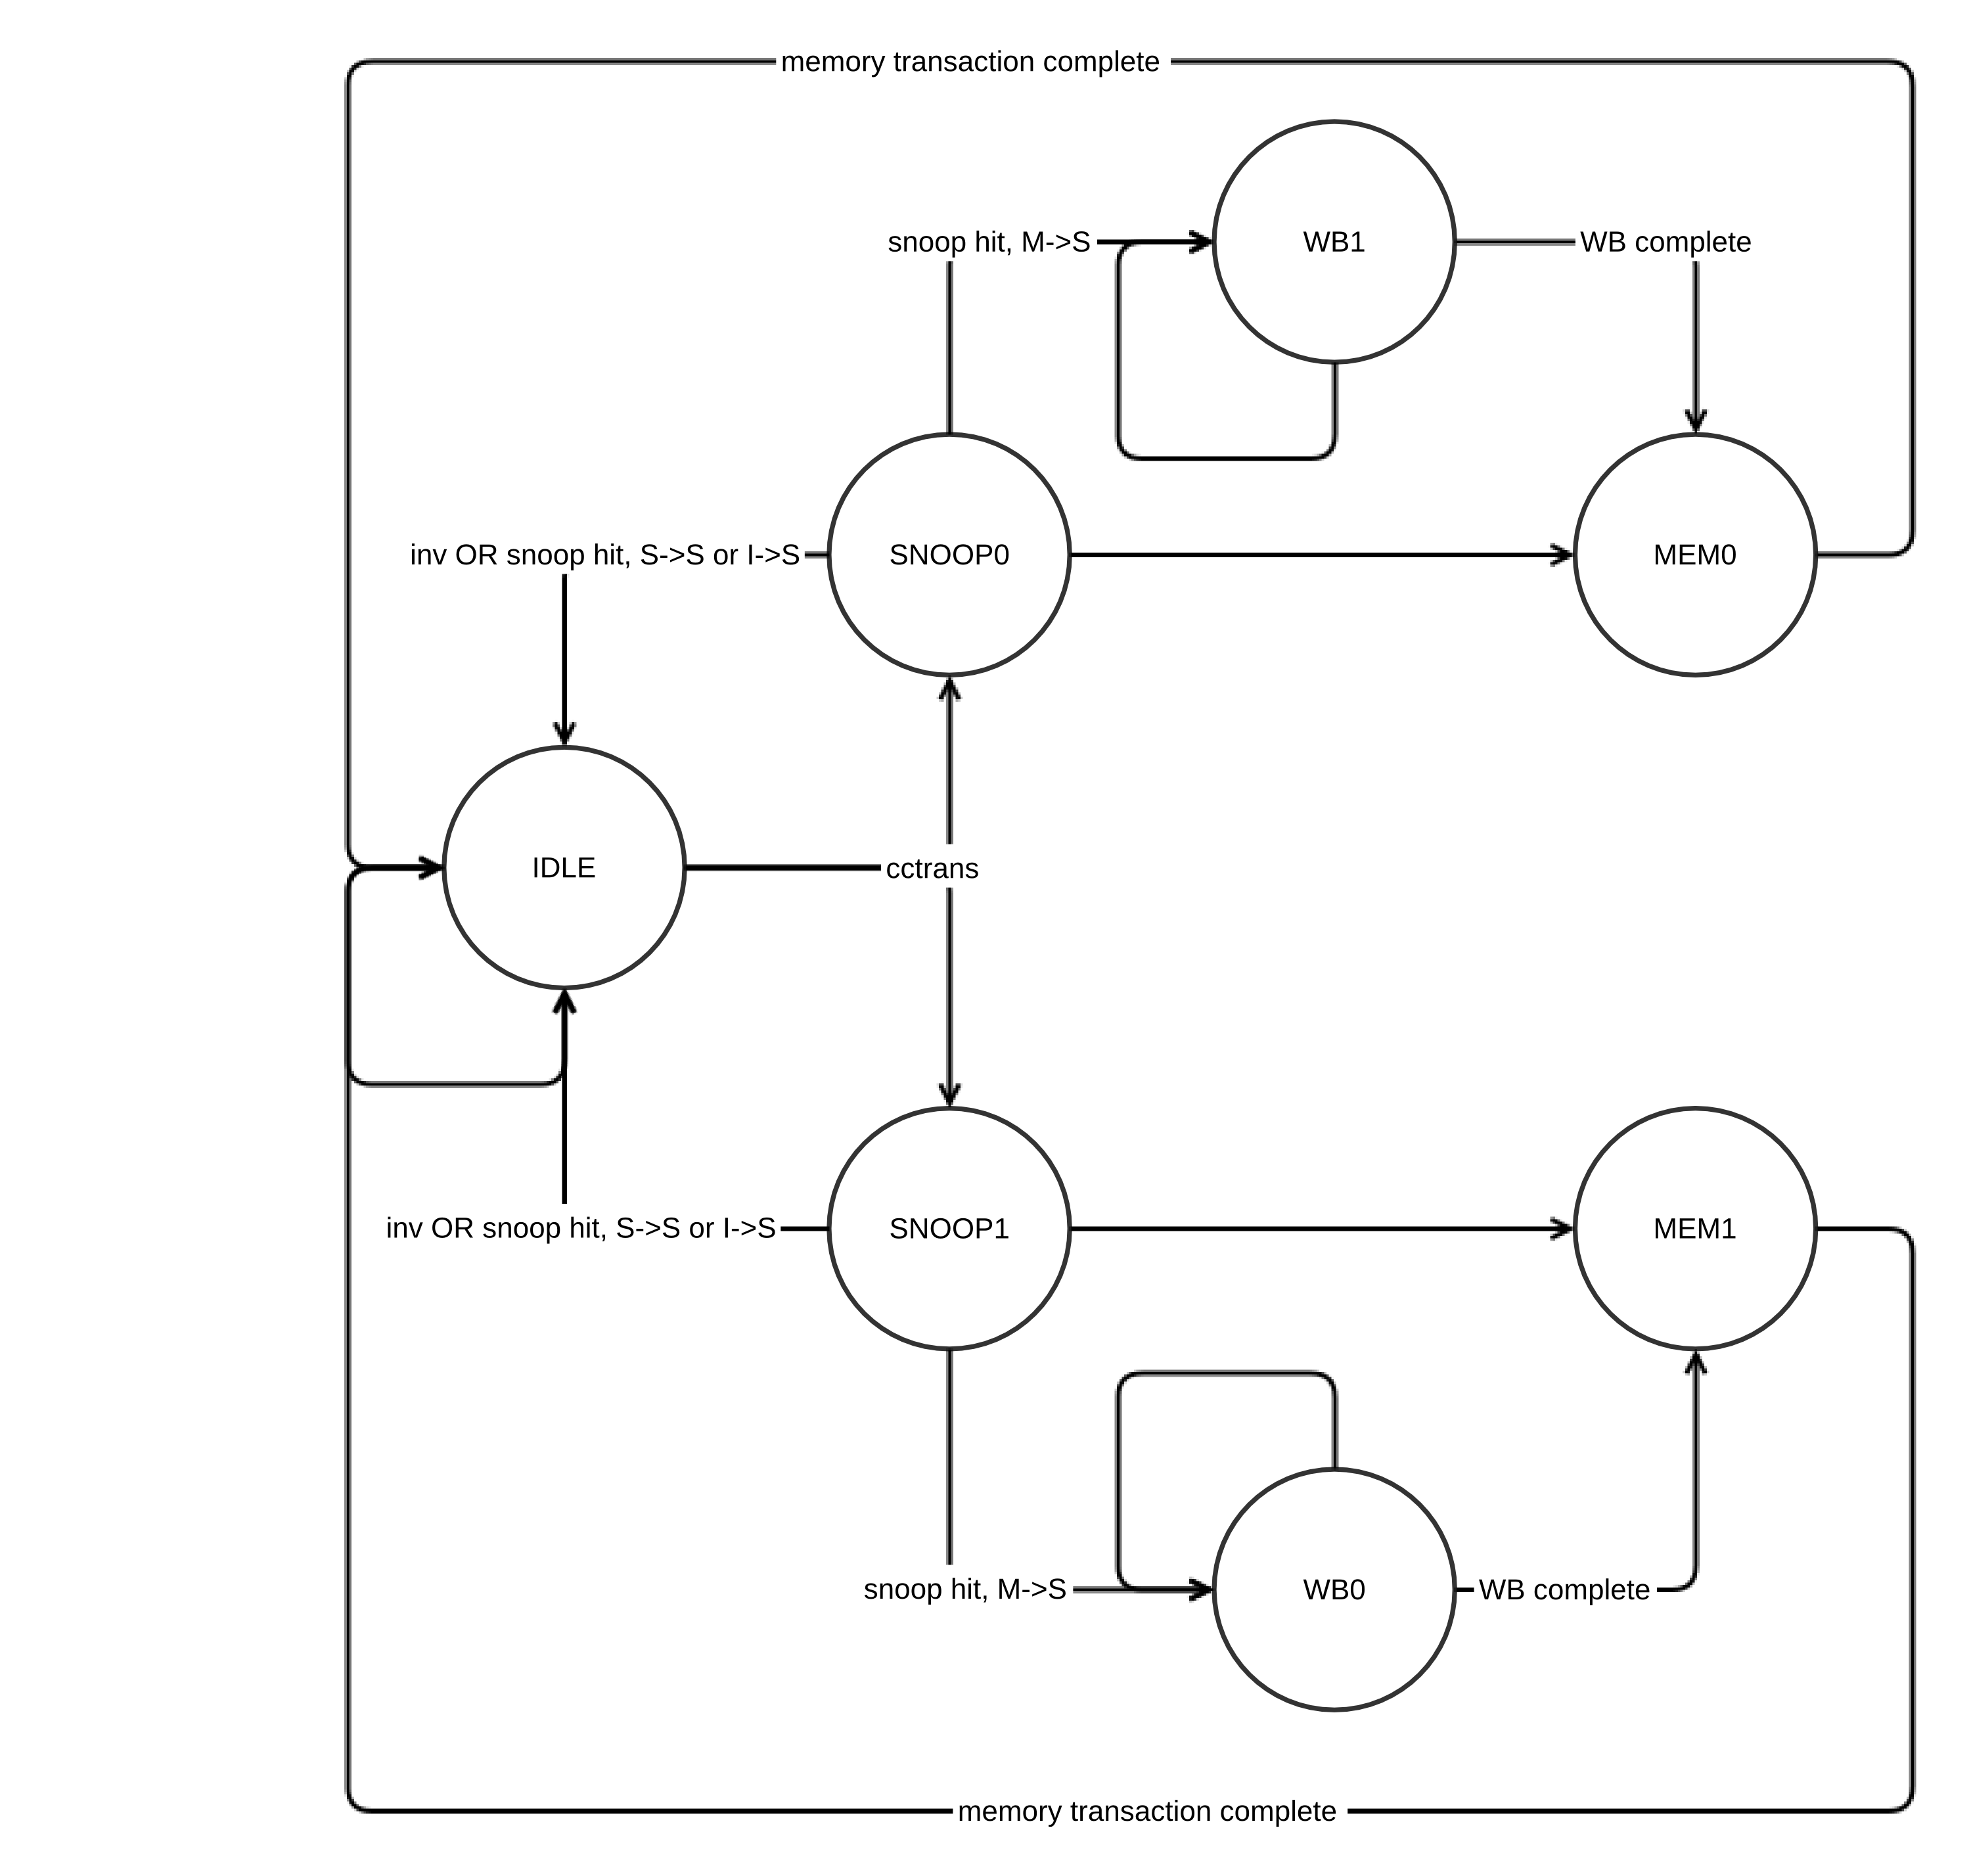 memory transaction complete
snoop hit, M->S
WB1
WB complete
inv OR snoop hit, S->S or I->S
SNOOP0
MEM0
IDLE
cctrans
inv OR snoop hit, S->S or I->S
SNOOP1
MEM1
snoop hit, M->S
WB0
WB complete
memory transaction complete